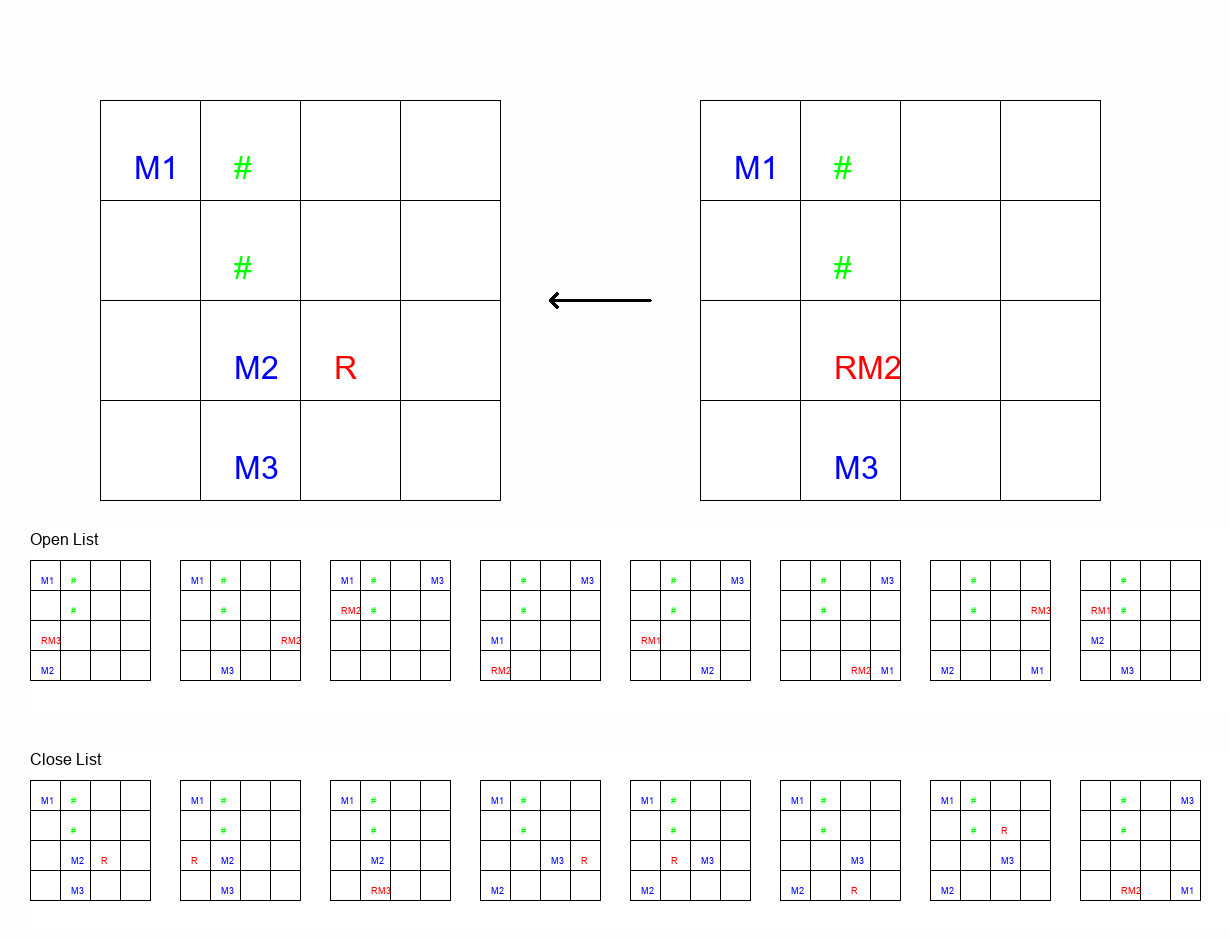 M1 # M1 #
# #
M2 R RM2
M3 M3
Open List
M1 # M1 # M1 # M3 # M3 # M3 # M3 # #
# # RM2 # # # # # RM3 RM1 #
RM3 RM2 M1 RM1 M2
M2 M3 RM2 M2 RM2 M1 M2 M1 M3
Close List
M1 # M1 # M1 # M1 # M1 # M1 # M1 # # M3
# # # # # # # R #
M2 R R M2 M2 M3 R R M3 M3 M3
M3 M3 RM3 M2 M2 M2 R M2 RM2 M1